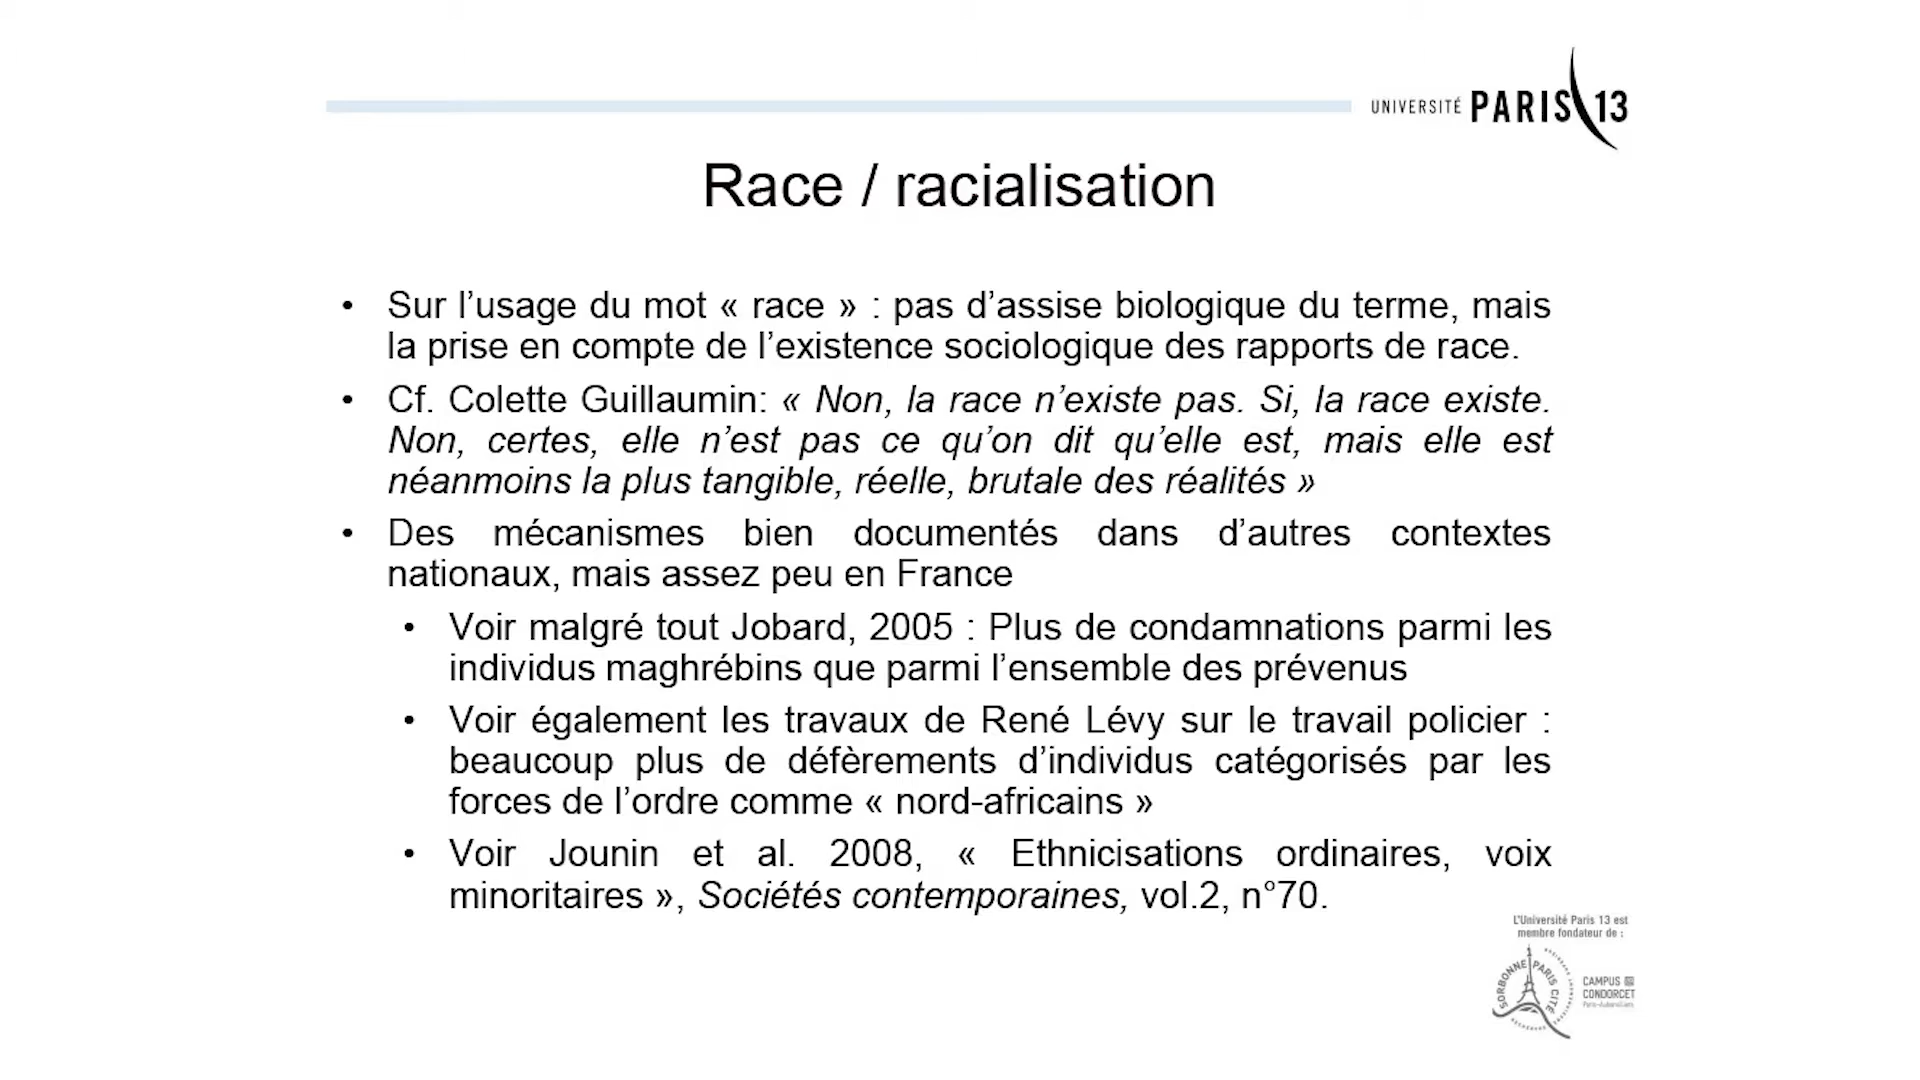 UNIVERSITÉ PARIS 13
Race / racialisation
• Sur l’usage du mot « race » : pas d’assise biologique du terme, mais
la prise en compte de l’existence sociologique des rapports de race.
• Cf. Colette Guillaumin: « Non, la race n’existe pas. Si, la race existe.
Non, certes, elle n’est pas ce qu’on dit qu’elle est, mais elle est
néanmoins la plus tangible, réelle, brutale des réalités »
• Des mécanismes bien documentés dans d’autres contextes
nationaux, mais assez peu en France
• Voir malgré tout Jobard, 2005 : Plus de condamnations parmi les
individus maghrébins que parmi l’ensemble des prévenus
• Voir également les travaux de René Lévy sur le travail policier :
beaucoup plus de défèrements d’individus catégorisés par les
forces de l’ordre comme « nord-africains »
• Voir Jounin et al. 2008, « Ethnicisations ordinaires, voix
minoritaires », Sociétés contemporaines, vol.2, n°70.
L'Université Paris 13 est
membre fondateur de :
SORBONNE PARIS CITÉ
CAMPUS
CONDORCET
Paris-Aubervilliers